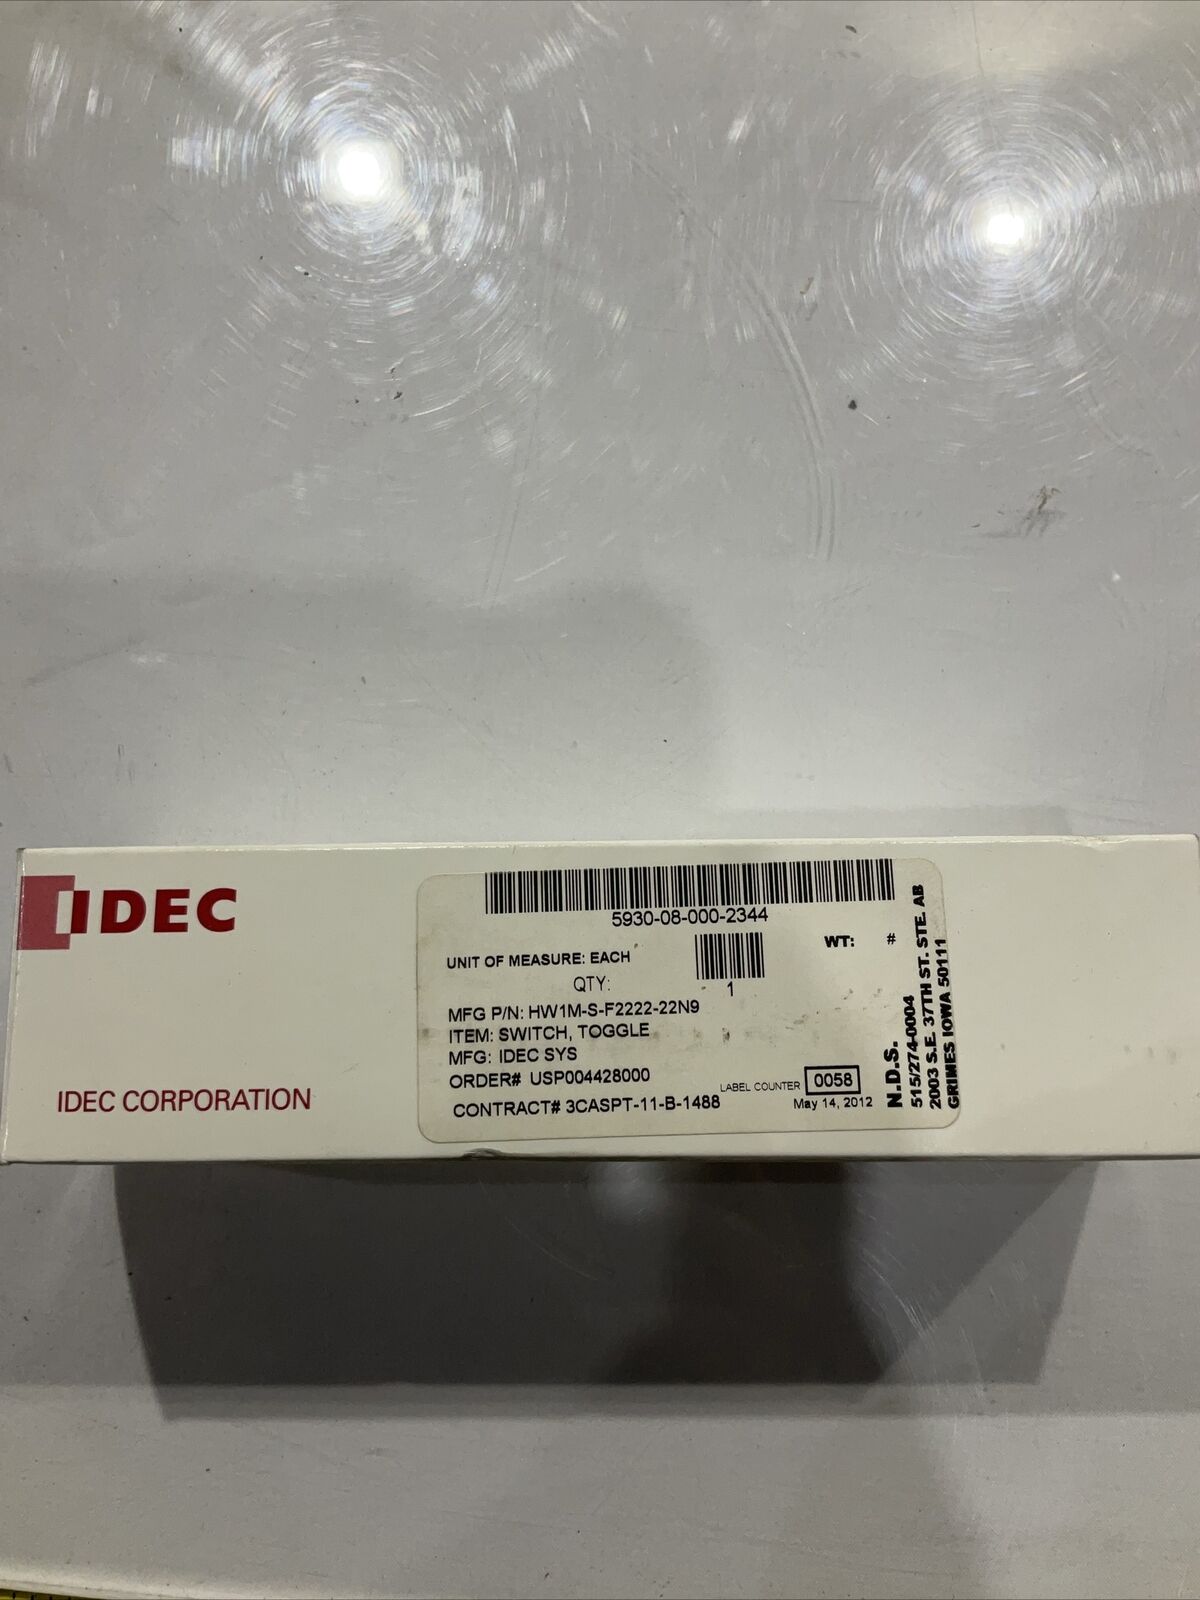 IDEC
IDEC CORPORATION
5930-08-000-2344
UNIT OF MEASURE: EACH
QTY:
1
WT: #
MFG P/N: HW1M-S-F2222-22N9
ITEM: SWITCH, TOGGLE
MFG: IDEC SYS
ORDER# USP004428000
CONTRACT# 3CASPT-11-B-1488
LABEL COUNTER 0058
May 14, 2012
N.D.S.
515/274-0004
2003 S.E. 37TH ST. STE. AB
GRIMES IOWA 50111